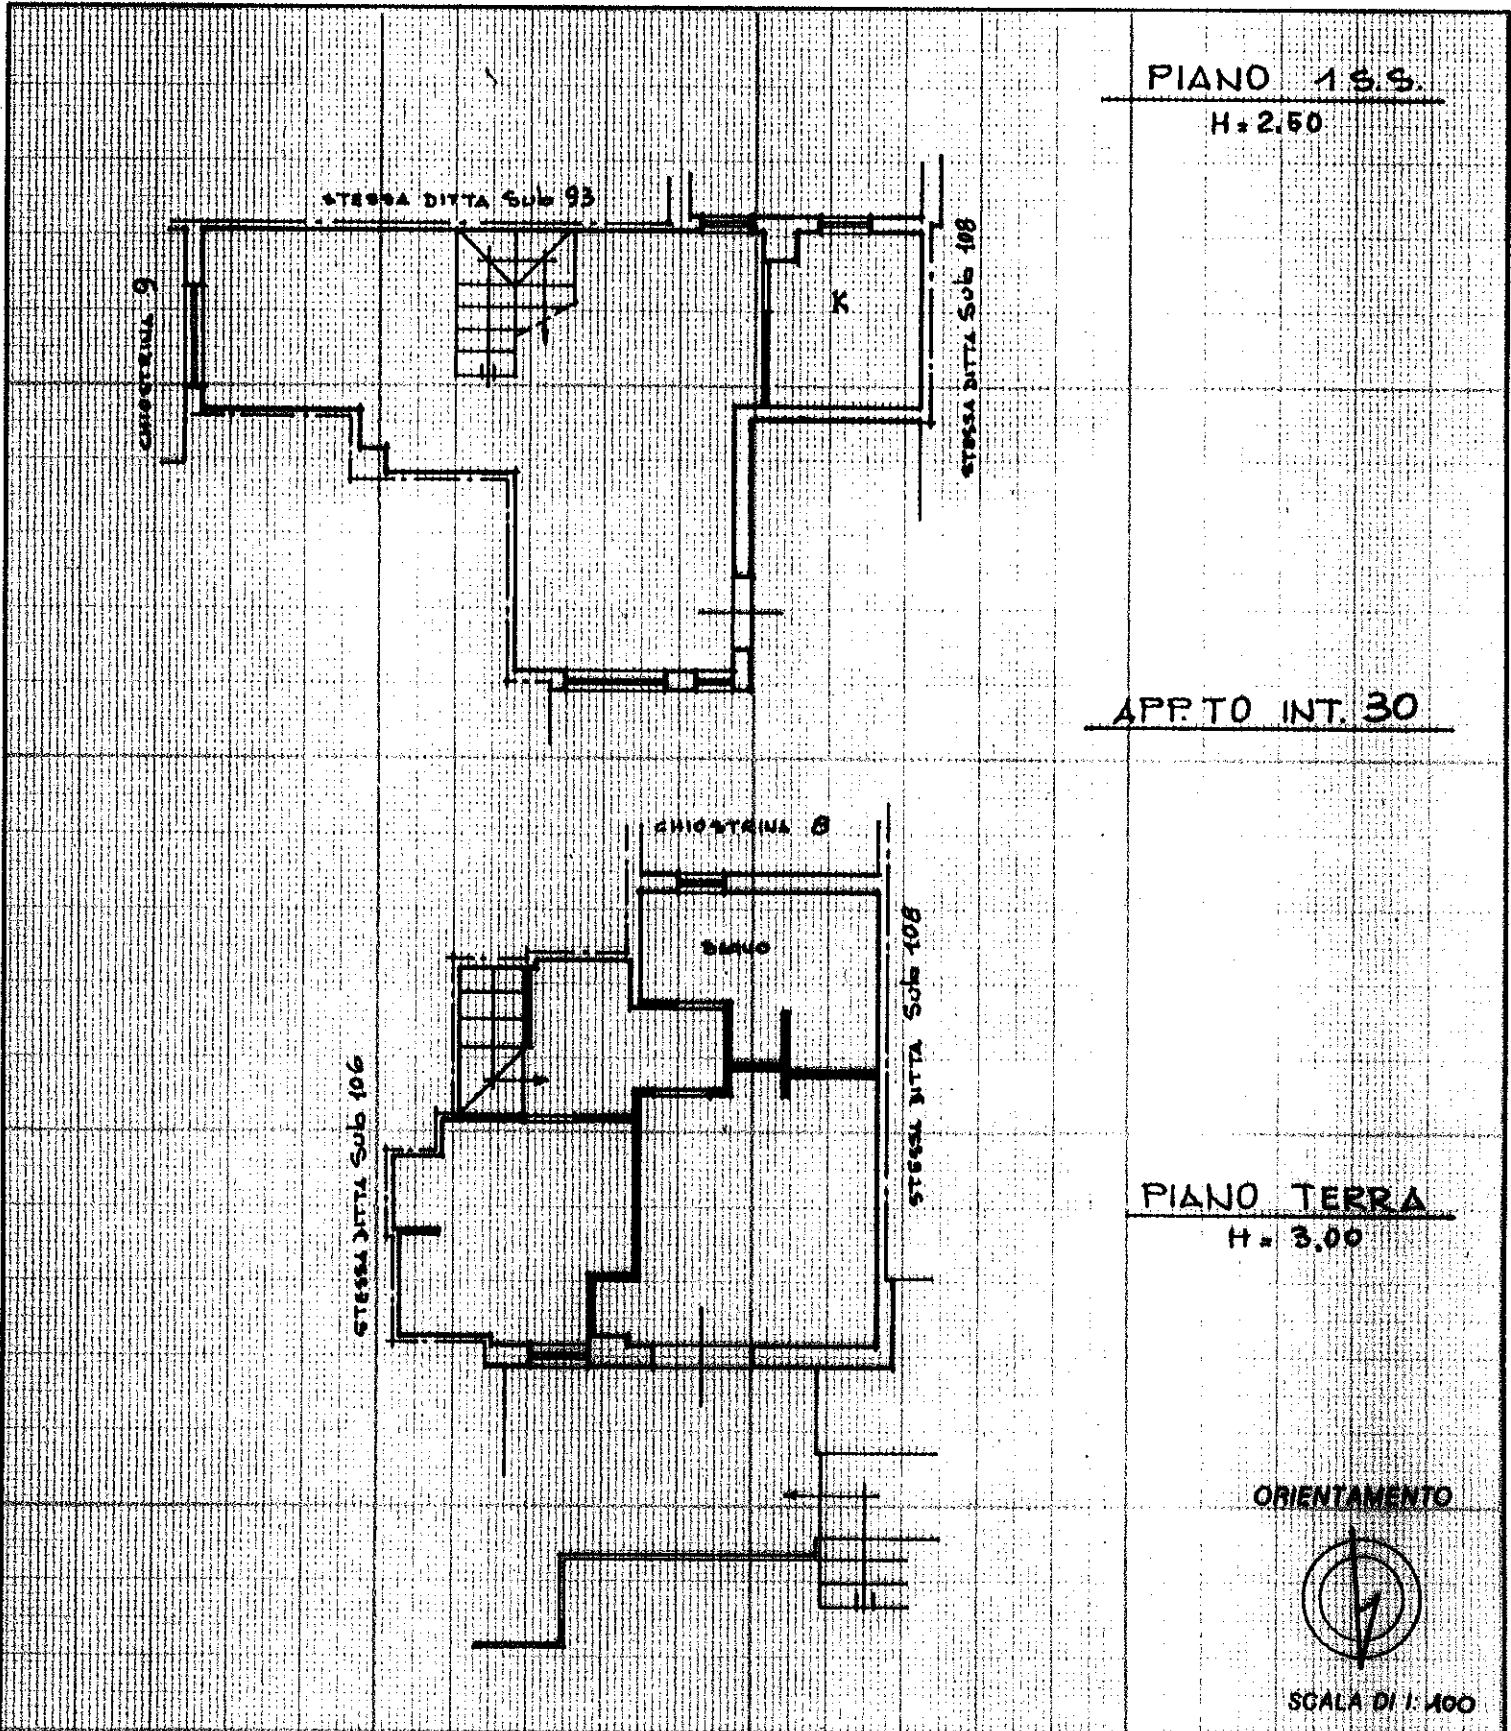 PIANO 1 S.S.
H = 2.50
STESSA DITTA Sub 93
CHIOSTRINA 9
K
STESSA DITTA Sub 108
APP.TO INT. 30
CHIOSTRINA 8
BAGNO
STESSA DITTA Sub 108
STESSA DITTA Sub 106
PIANO TERRA
H = 3.00
ORIENTAMENTO
SCALA DI 1: 100